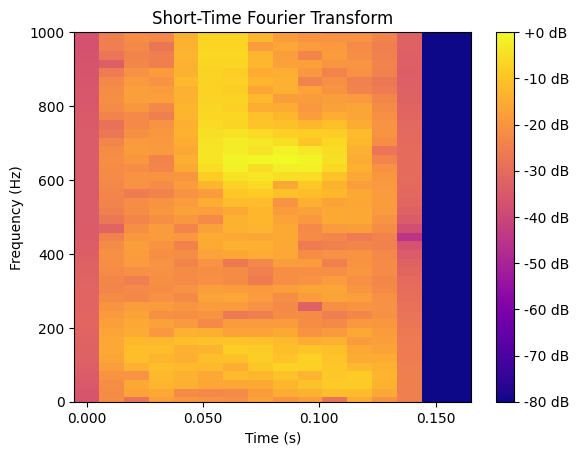 Short-Time Fourier Transform
1000
800
600
400
200
0
Frequency (Hz)
0.000
0.050
0.100
0.150
Time (s)
+0 dB
-10 dB
-20 dB
-30 dB
-40 dB
-50 dB
-60 dB
-70 dB
-80 dB